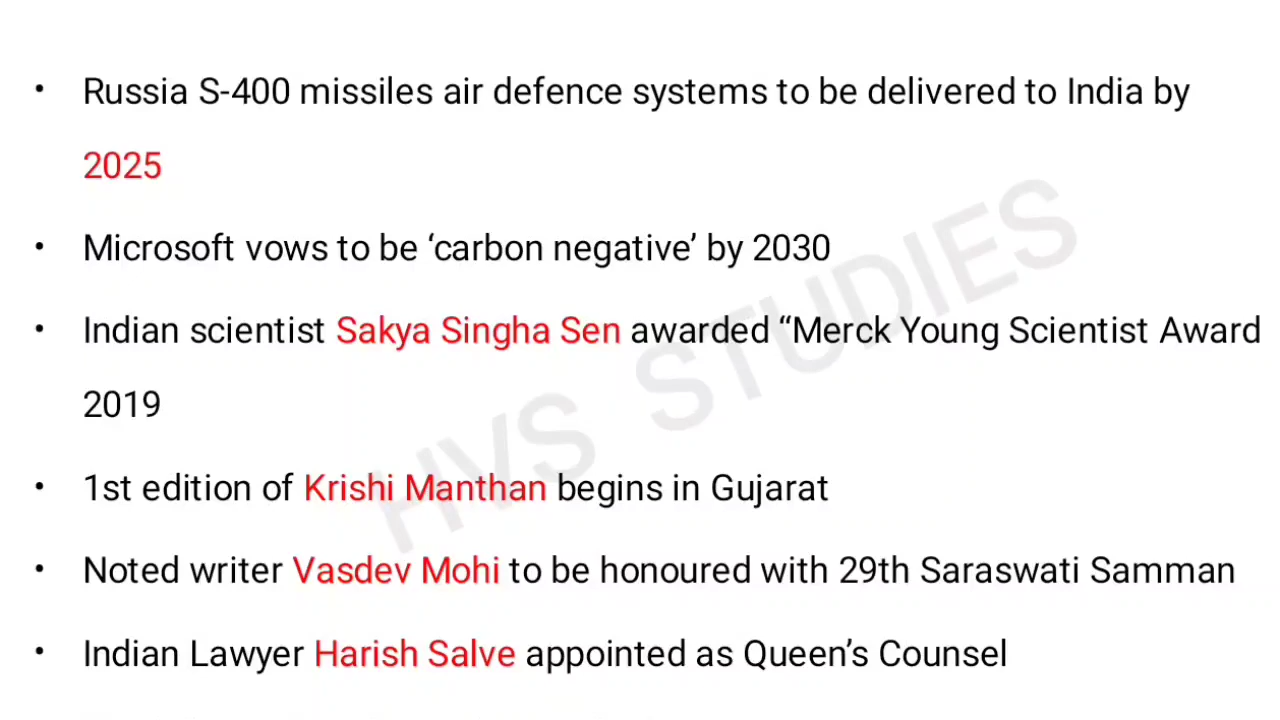 • Russia S-400 missiles air defence systems to be delivered to India by
2025
• Microsoft vows to be ‘carbon negative’ by 2030
• Indian scientist Sakya Singha Sen awarded “Merck Young Scientist Award
2019
• 1st edition of Krishi Manthan begins in Gujarat
• Noted writer Vasdev Mohi to be honoured with 29th Saraswati Samman
• Indian Lawyer Harish Salve appointed as Queen’s Counsel
HVS STUDIES